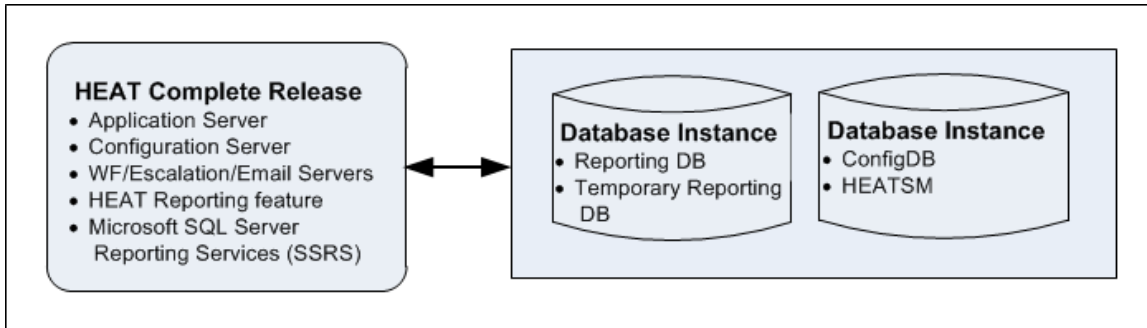 HEAT Complete Release
• Application Server
• Configuration Server
• WF/Escalation/Email Servers
• HEAT Reporting feature
• Microsoft SQL Server
Reporting Services (SSRS)
Database Instance
• Reporting DB
• Temporary Reporting
DB
Database Instance
• ConfigDB
• HEATSM